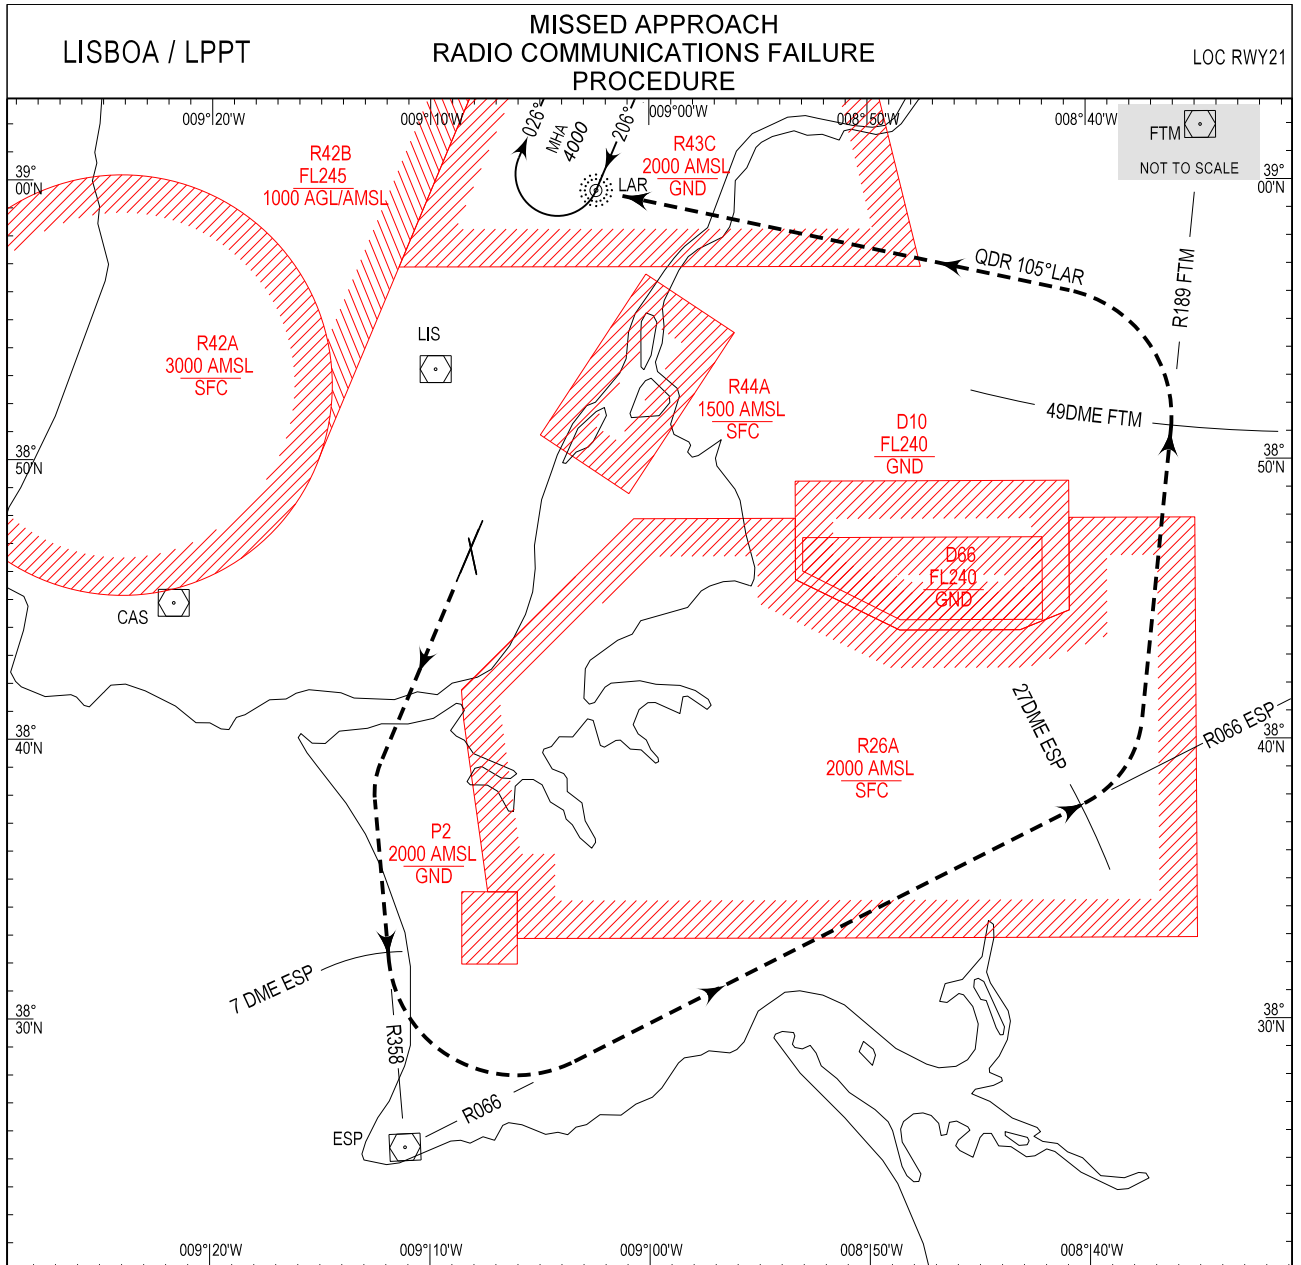 LISBOA / LPPT
MISSED APPROACH
RADIO COMMUNICATIONS FAILURE
PROCEDURE
LOC RWY21
009°20'W
009°10'W
009°00'W
008°50'W
008°40'W
026°
MHA
4000
206°
LAR
R43C
2000 AMSL
GND
FTM
NOT TO SCALE
R42B
FL245
1000 AGL/AMSL
39°
00'N
39°
00'N
QDR 105°LAR
R189 FTM
R42A
3000 AMSL
SFC
LIS
R44A
1500 AMSL
SFC
49DME FTM
D10
FL240
GND
38°
50'N
38°
50'N
D66
FL240
GND
CAS
27DME ESP
R066 ESP
38°
40'N
38°
40'N
R26A
2000 AMSL
SFC
P2
2000 AMSL
GND
7 DME ESP
38°
30'N
38°
30'N
R358
R066
ESP
009°20'W
009°10'W
009°00'W
008°50'W
008°40'W